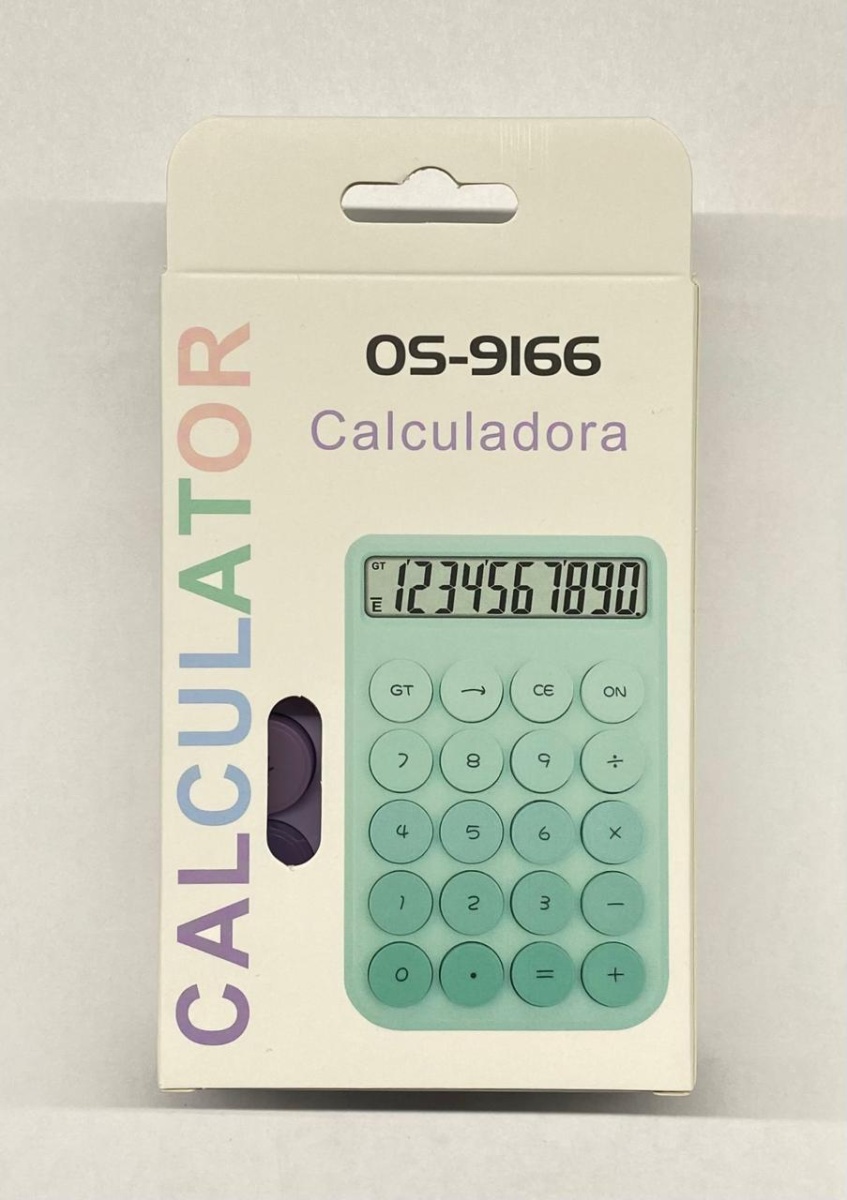 CALCULATOR
OS-9166
Calculadora
GT
E
1234567890.
GT → CE ON
7 8 9 ÷
4 5 6 ×
1 2 3 −
0 • = +